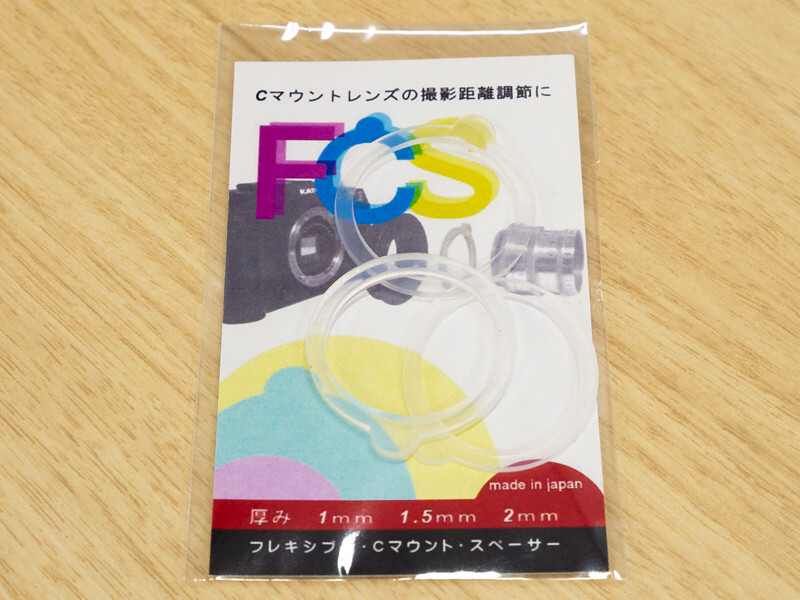 Cマウントレンズの撮影距離調節に
FCS
made in japan
厚み 1mm 1.5mm 2mm
フレキシブ・Cマウント・スペーサー